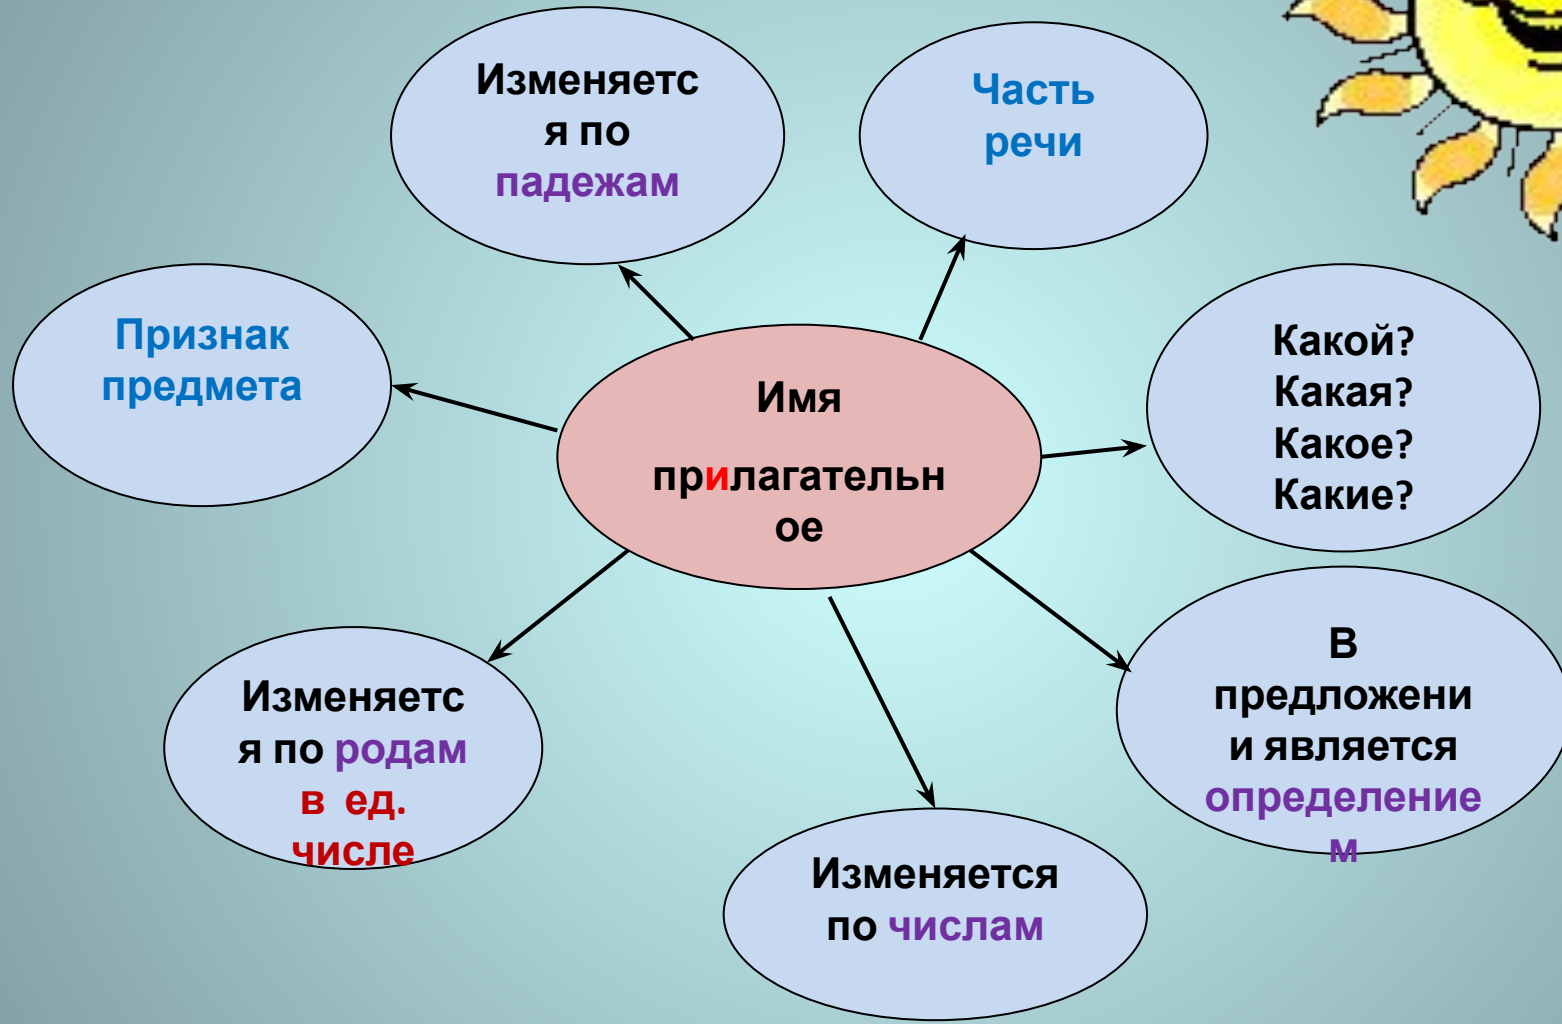 Изменяетс
я по
падежам
Часть
речи
Признак
предмета
Имя
прилагательн
ое
Какой?
Какая?
Какое?
Какие?
Изменяетс
я по родам
в ед.
числе
В
предложени
и является
определение
м
Изменяется
по числам